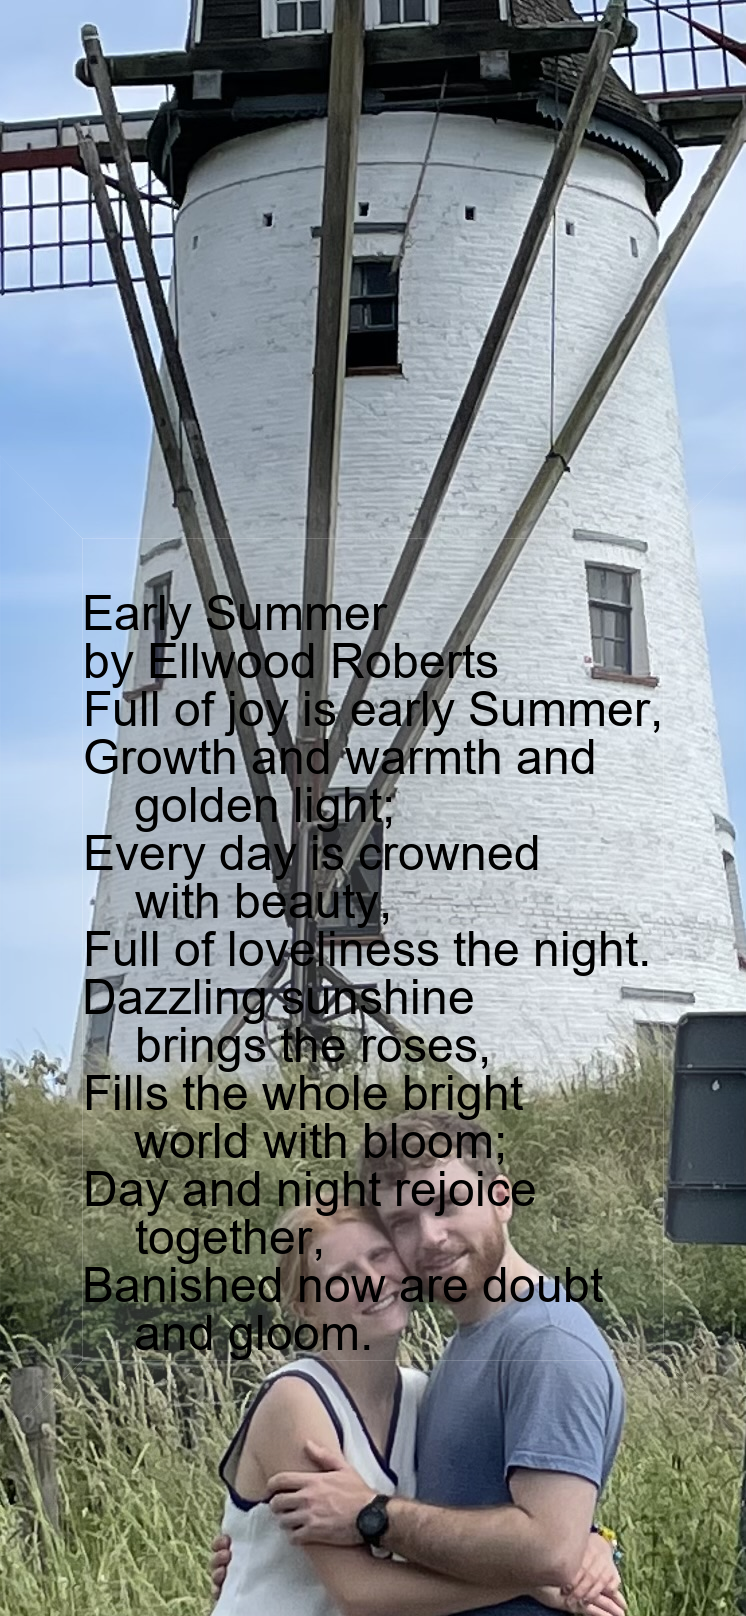 Early Summer
by Ellwood Roberts
Full of joy is early Summer,
Growth and warmth and
golden light;
Every day is crowned
with beauty,
Full of loveliness the night.
Dazzling sunshine
brings the roses,
Fills the whole bright
world with bloom;
Day and night rejoice
together,
Banished now are doubt
and gloom.